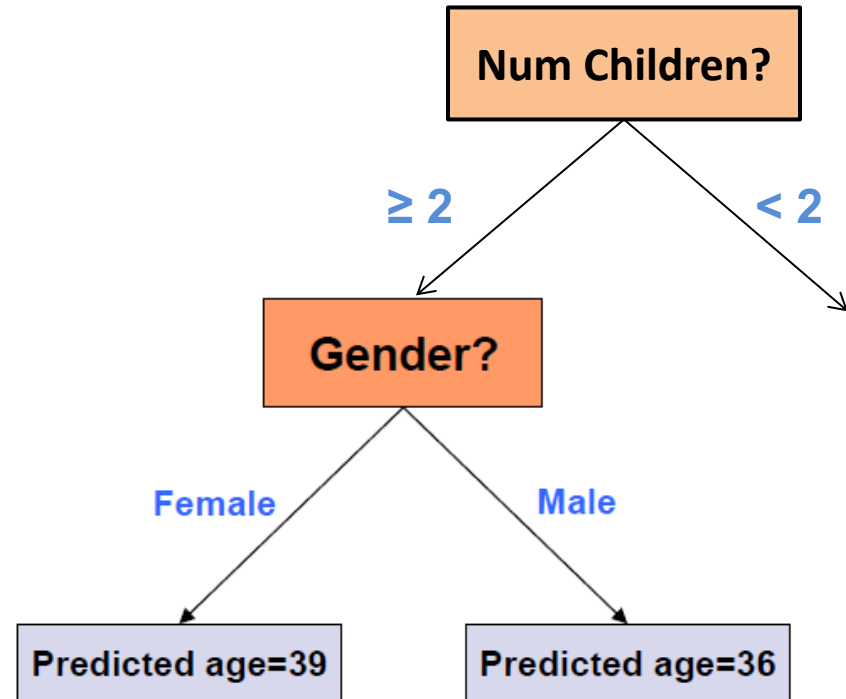 Num Children?
≥ 2
< 2
Gender?
Female
Male
Predicted age=39
Predicted age=36